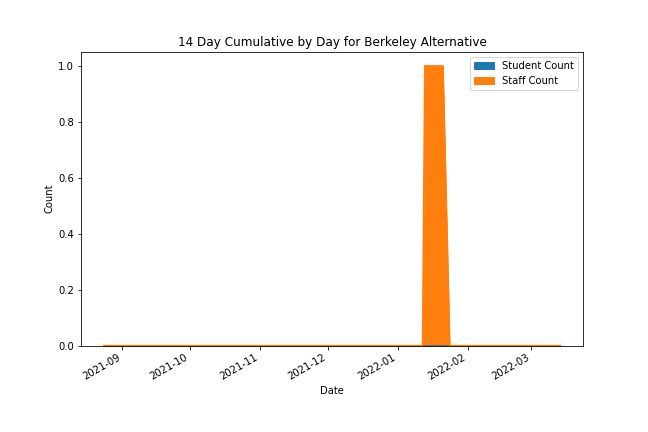 14 Day Cumulative by Day for Berkeley Alternative
Student Count
Staff Count
1.0
0.8
0.6
0.4
0.2
0.0
Count
2021-09
2021-10
2021-11
2021-12
2022-01
2022-02
2022-03
Date